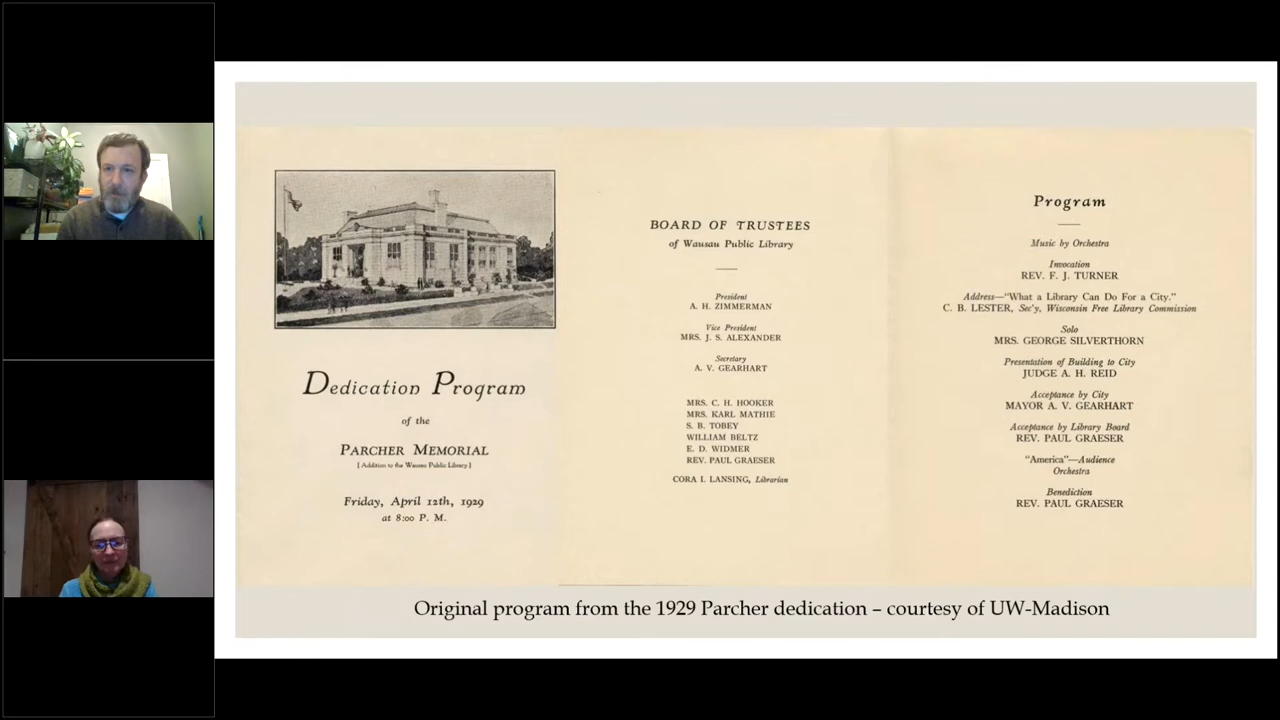 Dedication Program
of the
PARCHER MEMORIAL
[ Addition to the Wausau Public Library ]
Friday, April 12th, 1929
at 8:00 P. M.
BOARD OF TRUSTEES
of Wausau Public Library
President
A. H. ZIMMERMAN
Vice President
MRS. J. S. ALEXANDER
Secretary
A. V. GEARHART
MRS. C. H. HOOKER
MRS. KARL MATHIE
S. B. TOBEY
WILLIAM BELTZ
E. D. WIDMER
REV. PAUL GRAESER
CORA I. LANSING, Librarian
Program
Music by Orchestra
Invocation
REV. F. J. TURNER
Address—"What a Library Can Do For a City."
C. B. LESTER, Sec'y, Wisconsin Free Library Commission
Solo
MRS. GEORGE SILVERTHORN
Presentation of Building to City
JUDGE A. H. REID
Acceptance by City
MAYOR A. V. GEARHART
Acceptance by Library Board
REV. PAUL GRAESER
"America"—Audience
Orchestra
Benediction
REV. PAUL GRAESER
Original program from the 1929 Parcher dedication – courtesy of UW-Madison